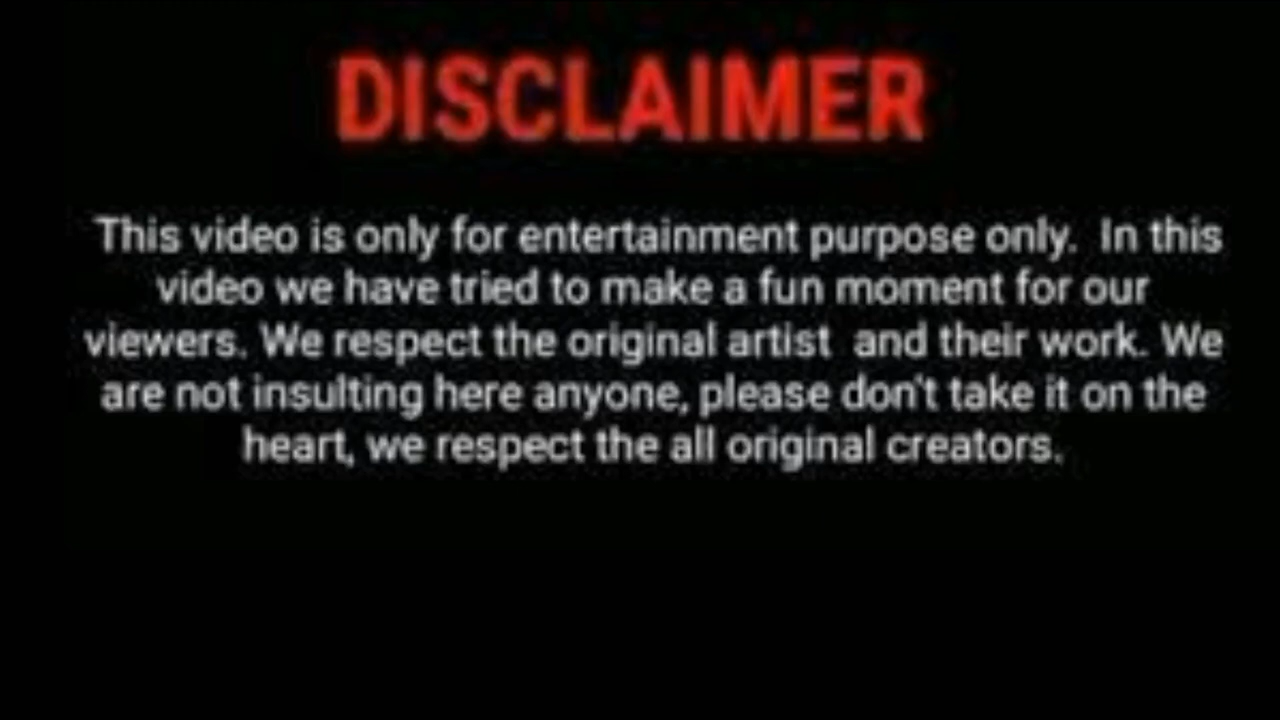 DISCLAIMER
This video is only for entertainment purpose only.  In this
video we have tried to make a fun moment for our
viewers. We respect the original artist  and their work. We
are not insulting here anyone, please don't take it on the
heart, we respect the all original creators.